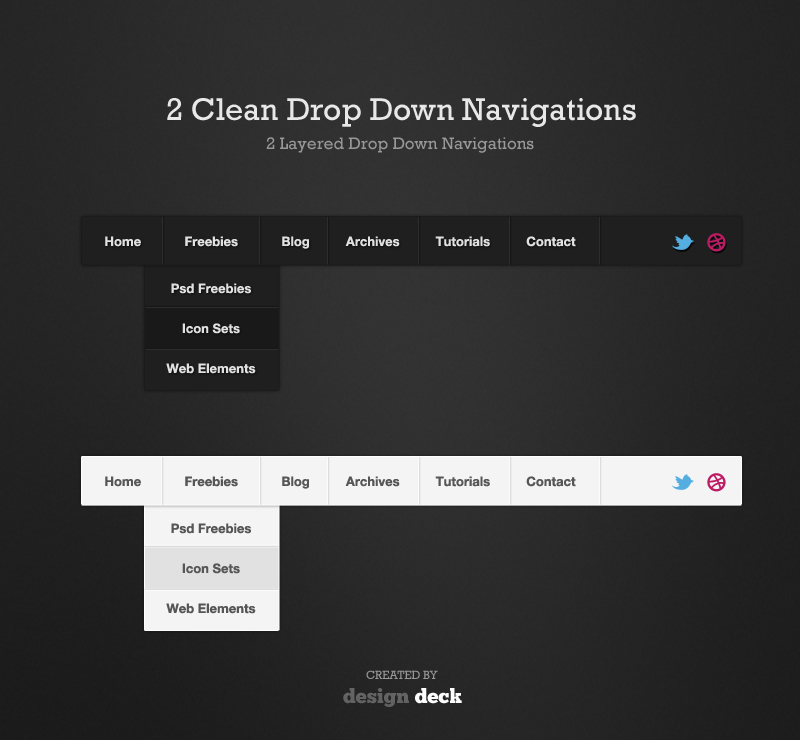 2 Clean Drop Down Navigations
2 Layered Drop Down Navigations
Home Freebies Blog Archives Tutorials Contact
Psd Freebies
Icon Sets
Web Elements
Home Freebies Blog Archives Tutorials Contact
Psd Freebies
Icon Sets
Web Elements
CREATED BY
design deck